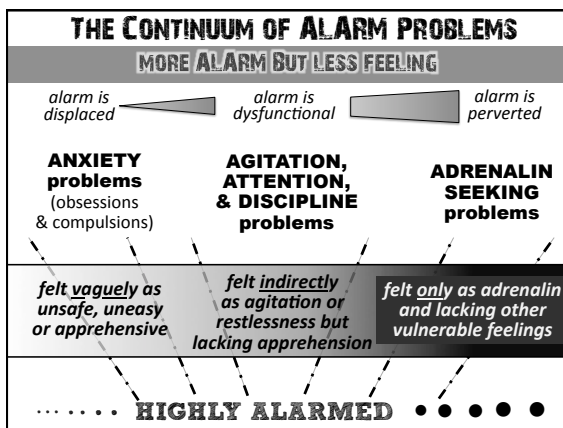 THE CONTINUUM OF ALARM PROBLEMS
MORE ALARM BUT LESS FEELING
alarm is
displaced
alarm is
dysfunctional
alarm is
perverted
ANXIETY
problems
(obsessions
& compulsions)
AGITATION,
ATTENTION,
& DISCIPLINE
problems
ADRENALIN
SEEKING
problems
felt vaguely as
unsafe, uneasy
or apprehensive
felt indirectly
as agitation or
restlessness but
lacking apprehension
felt only as adrenalin
and lacking other
vulnerable feelings
HIGHLY ALARMED